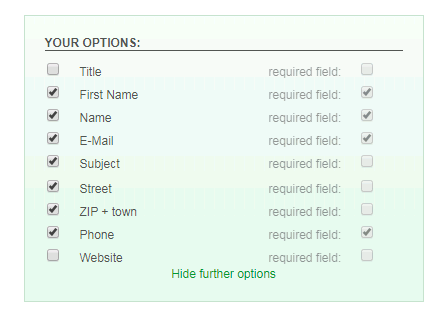 YOUR OPTIONS:
Title required field:
First Name required field:
Name required field:
E-Mail required field:
Subject required field:
Street required field:
ZIP + town required field:
Phone required field:
Website required field:
Hide further options